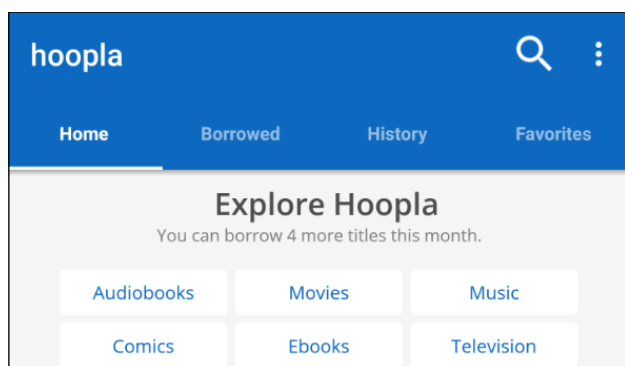 hoopla
Home Borrowed History Favorites
Explore Hoopla
You can borrow 4 more titles this month.
Audiobooks Movies Music
Comics Ebooks Television